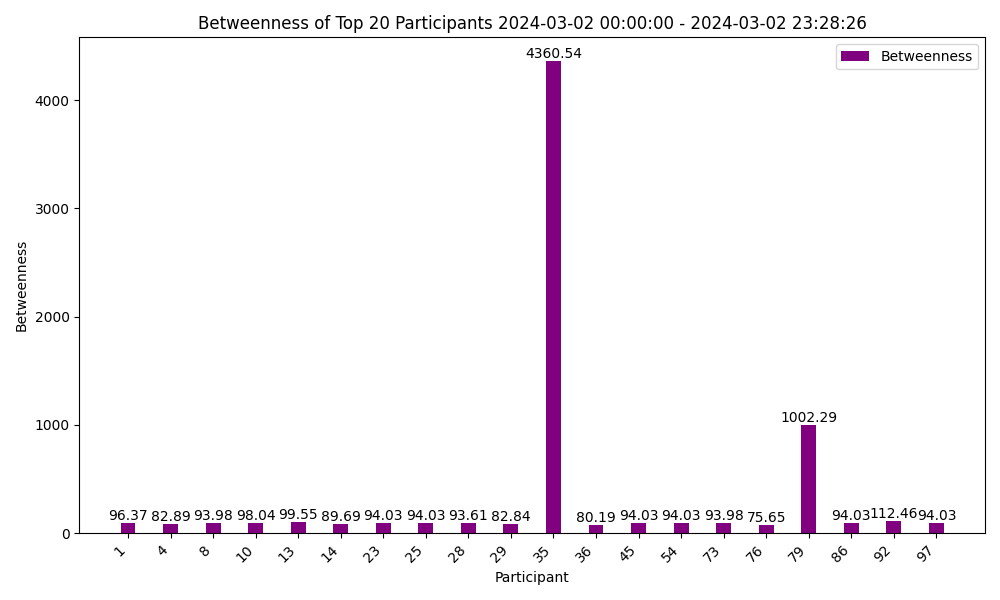 Betweenness of Top 20 Participants 2024-03-02 00:00:00 - 2024-03-02 23:28:26
Betweenness
4360.54
4000
3000
2000
1000
0
Betweenness
1002.29
96.37 82.89 93.98 98.04 99.55 89.69 94.03 94.03 93.61 82.84 80.19 94.03 94.03 93.98 75.65 94.03 112.46 94.03
1 4 8 10 13 14 23 25 28 29 35 36 45 54 73 76 79 86 92 97
Participant